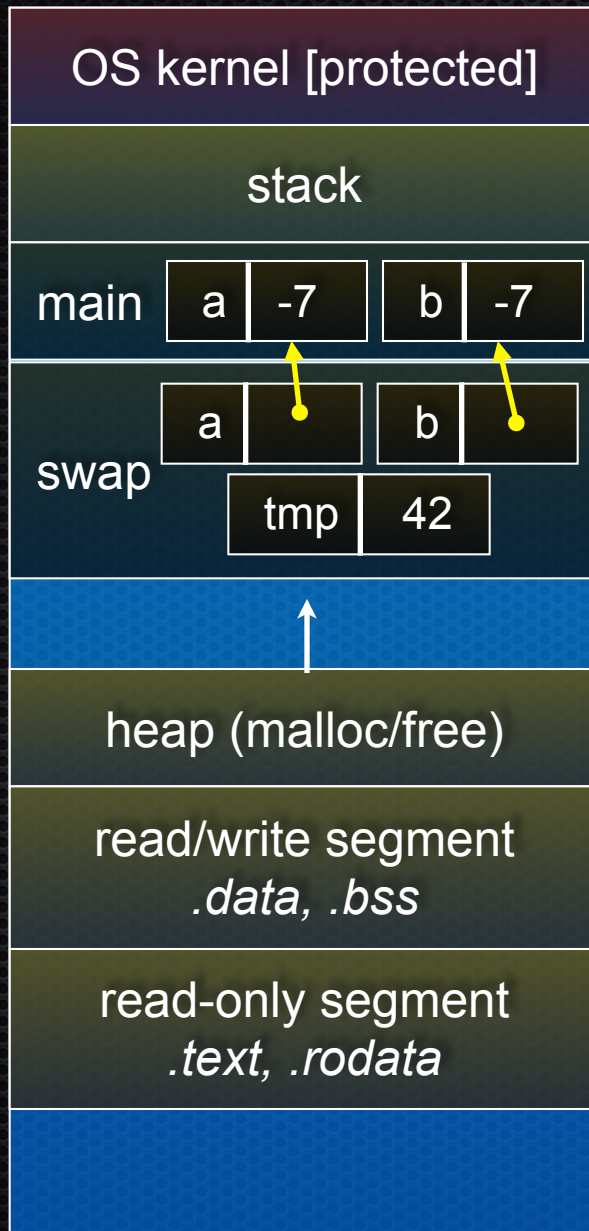 OS kernel [protected]
stack
main a -7 b -7
a b
swap
tmp 42
heap (malloc/free)
read/write segment
.data, .bss
read-only segment
.text, .rodata